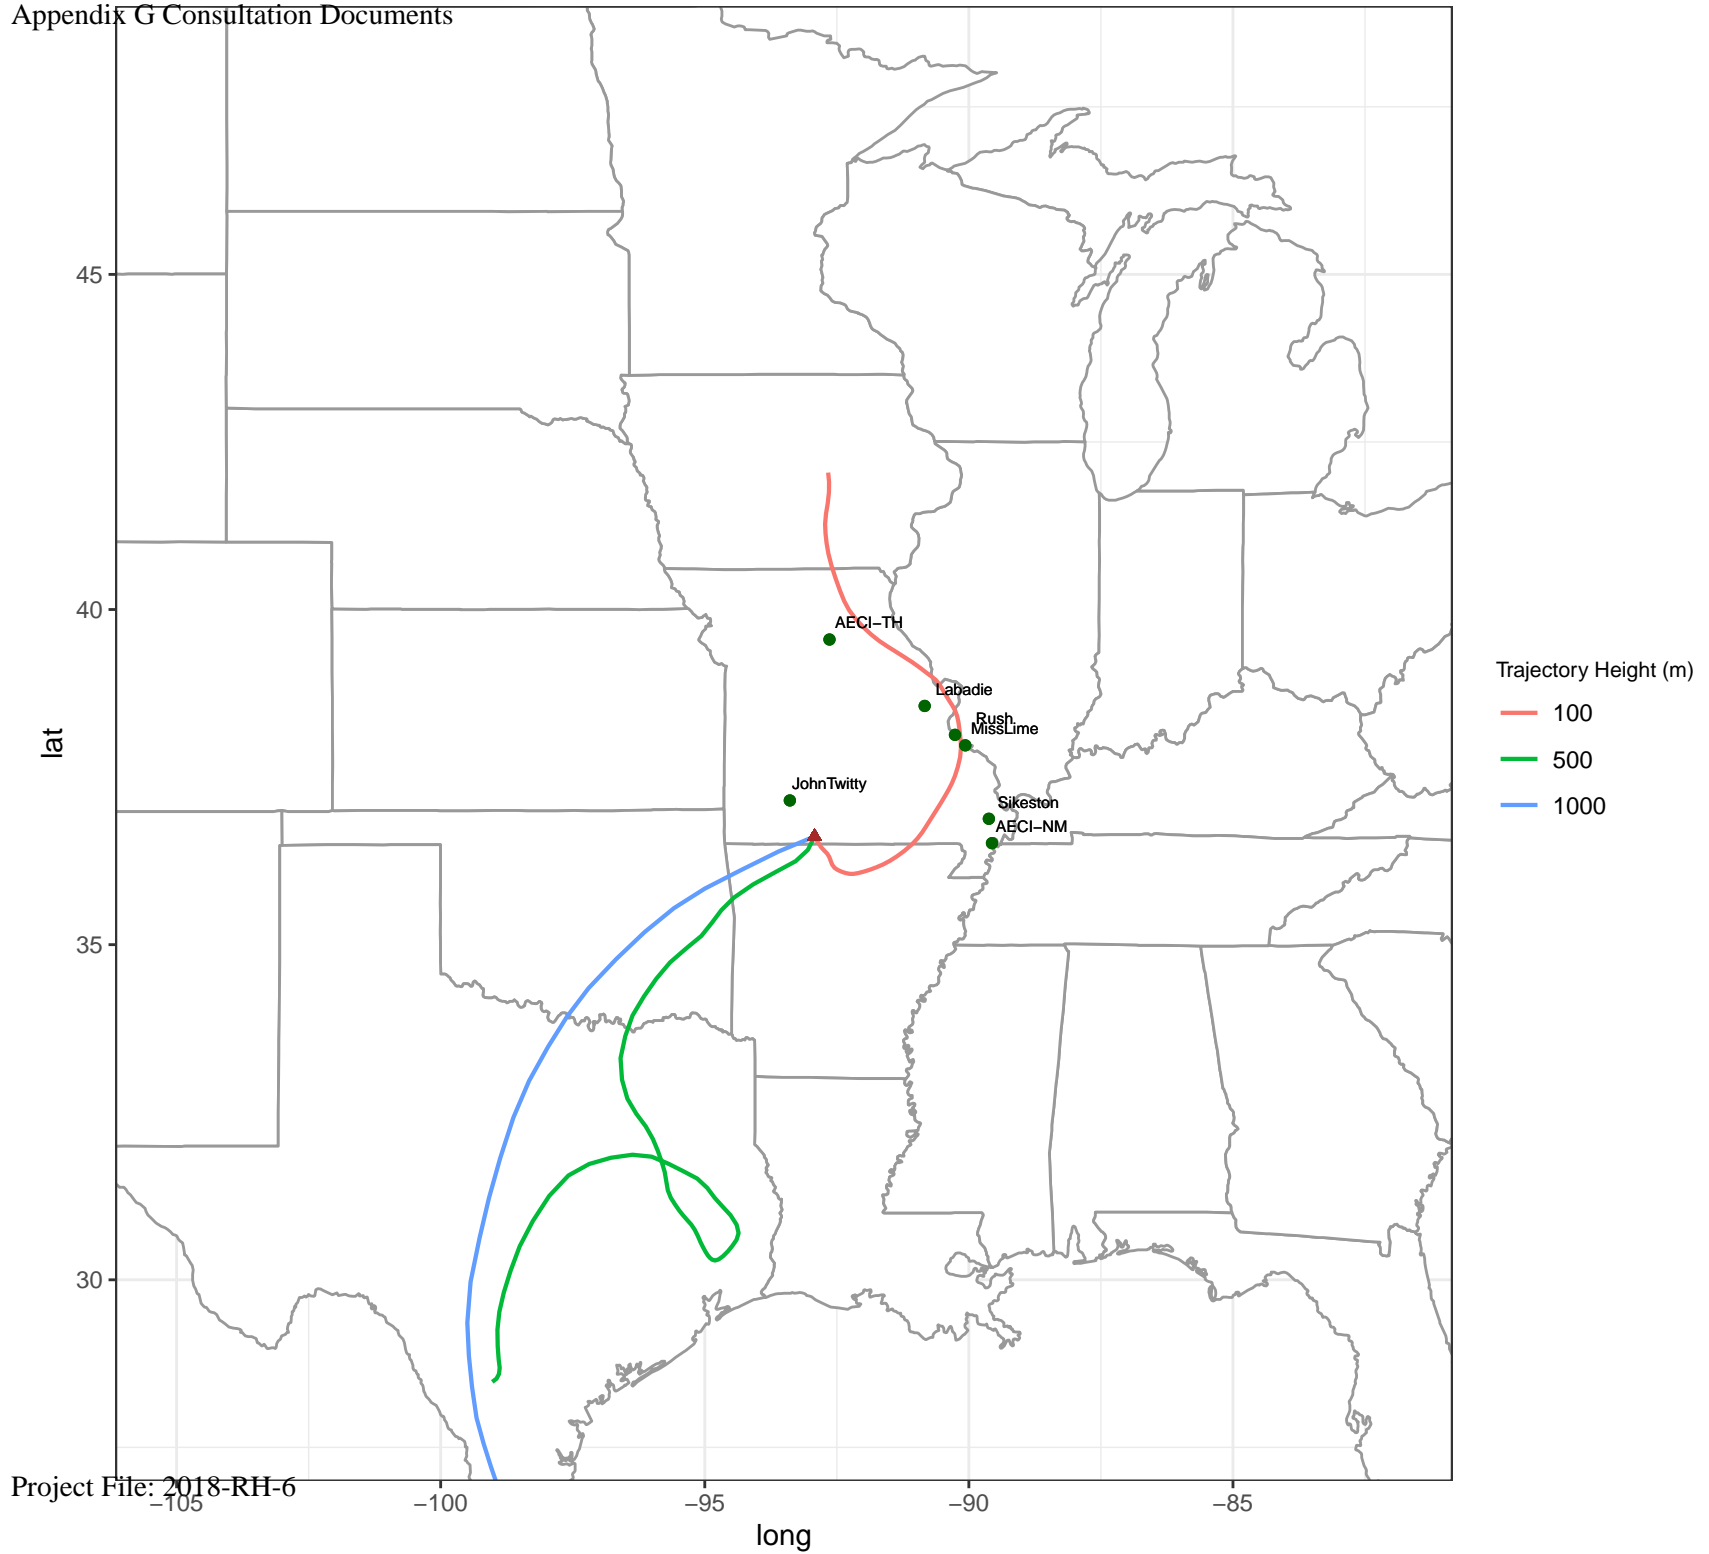 Appendix G Consultation Documents
45
40
35
30
lat
AECI−TH
Labadie
Rush
MissLime
JohnTwitty
Sikeston
AECI−NM
Trajectory Height (m)
100
500
1000
Project File: 2018-RH-6
−105
−100
−95
−90
−85
long